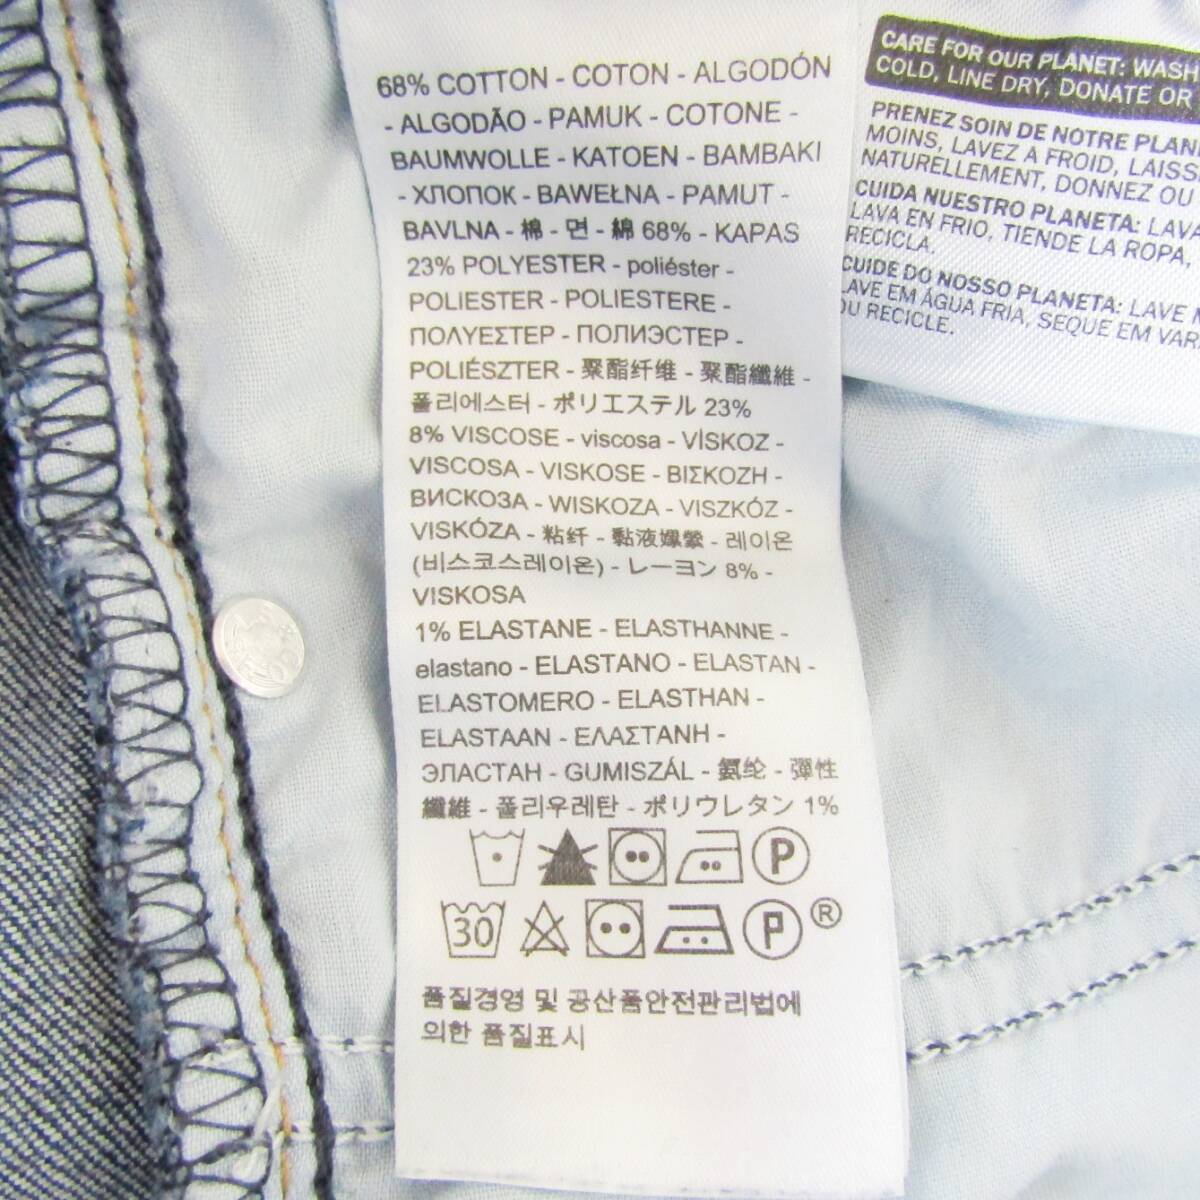 68% COTTON - COTON - ALGODÓN
- ALGODÃO - PAMUK - COTONE -
BAUMWOLLE - KATOEN - BAMBAKI
- ХЛОПОК - BAWEŁNA - PAMUT -
BAVLNA - 棉 - 면 - 綿 68% - KAPAS
23% POLYESTER - poliéster -
POLIESTER - POLIESTERE -
ΠΟΛΥΕΣΤΕΡ - ПОЛИЭСТЕР -
POLIÉSZTER - 聚酯纤维 - 聚酯纖維 -
폴리에스터 - ポリエステル 23%
8% VISCOSE - viscosa - VİSKOZ -
VISCOSA - VISKOSE - ΒΙΣΚΟΖΗ -
ВИСКОЗА - WISKOZA - VISZKÓZ -
VISKÓZA - 粘纤 - 黏液嫘縈 - 레이온
(비스코스레이온) - レーヨン 8% -
VISKOSA
1% ELASTANE - ELASTHANNE -
elastano - ELASTANO - ELASTAN -
ELASTOMERO - ELASTHAN -
ELASTAAN - ΕΛΑΣΤΑΝΗ -
ЭЛАСТАН - GUMISZÁL - 氨纶 - 彈性
纖維 - 폴리우레탄 - ポリウレタン 1%
P
30 P ®
품질경영 및 공산품안전관리법에
의한 품질표시
CARE FOR OUR PLANET: WASH
COLD, LINE DRY, DONATE OR
PRENEZ SOIN DE NOTRE PLAN
MOINS, LAVEZ À FROID, LAISS
NATURELLEMENT, DONNEZ OU
CUIDA NUESTRO PLANETA: LAVA
LAVA EN FRIO, TIENDE LA ROPA,
RECICLA.
CUIDE DO NOSSO PLANETA: LAVE
LAVE EM ÁGUA FRIA, SEQUE EM
OU RECICLE.